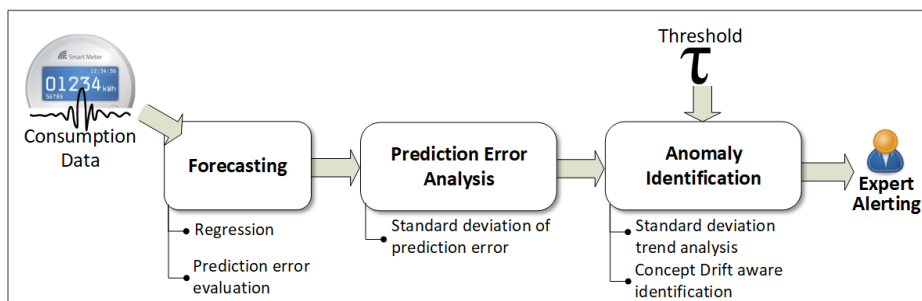 Smart Meter
12:34:50
01234 kWh
56789
Consumption
Data
Forecasting
Regression
Prediction error
evaluation
Prediction Error
Analysis
Standard deviation of
prediction error
Threshold
τ
Anomaly
Identification
Standard deviation
trend analysis
Concept Drift aware
identification
Expert
Alerting